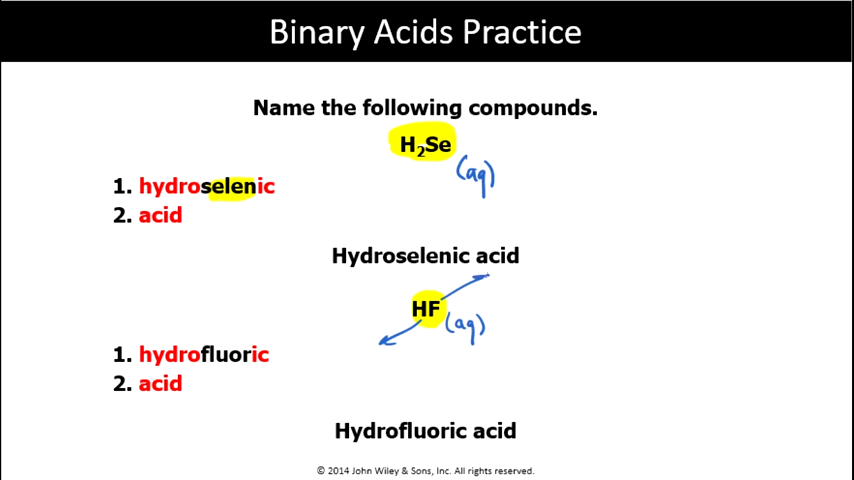 Binary Acids Practice
Name the following compounds.
H₂Se
(aq)
1. hydroselenic
2. acid
Hydroselenic acid
HF
(aq)
1. hydrofluoric
2. acid
Hydrofluoric acid
© 2014 John Wiley & Sons, Inc. All rights reserved.